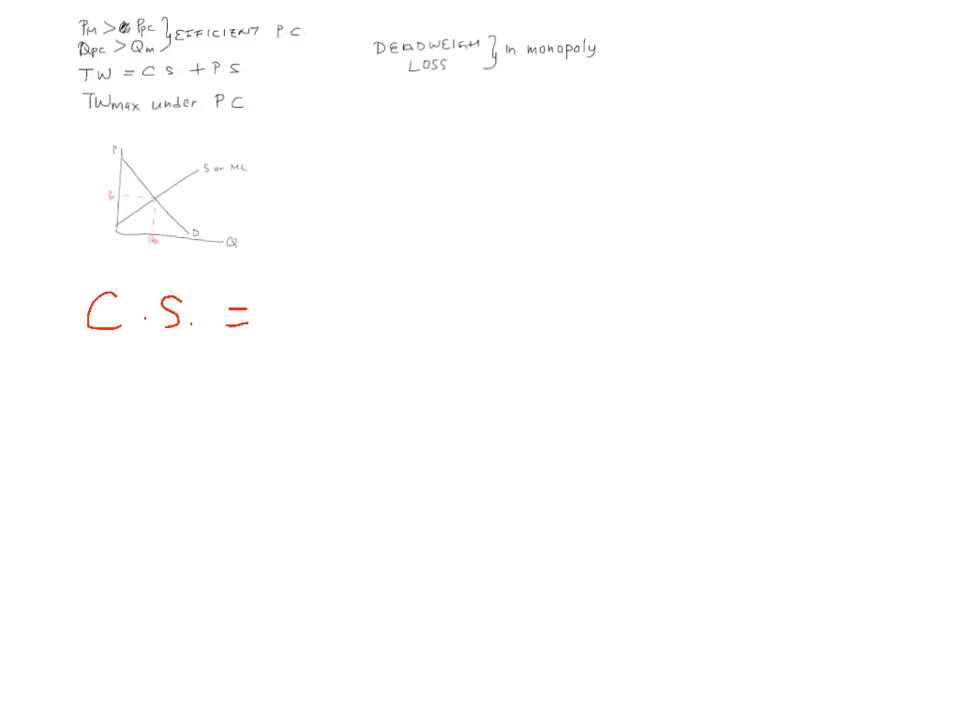 PM > PPC } EFFICIENT P.C.
QPC > QM
DEADWEIGH } in monopoly
LOSS
TW = C.S. + P.S.
TWmax under P.C.
P
S or MC
D
Q
C.S. =